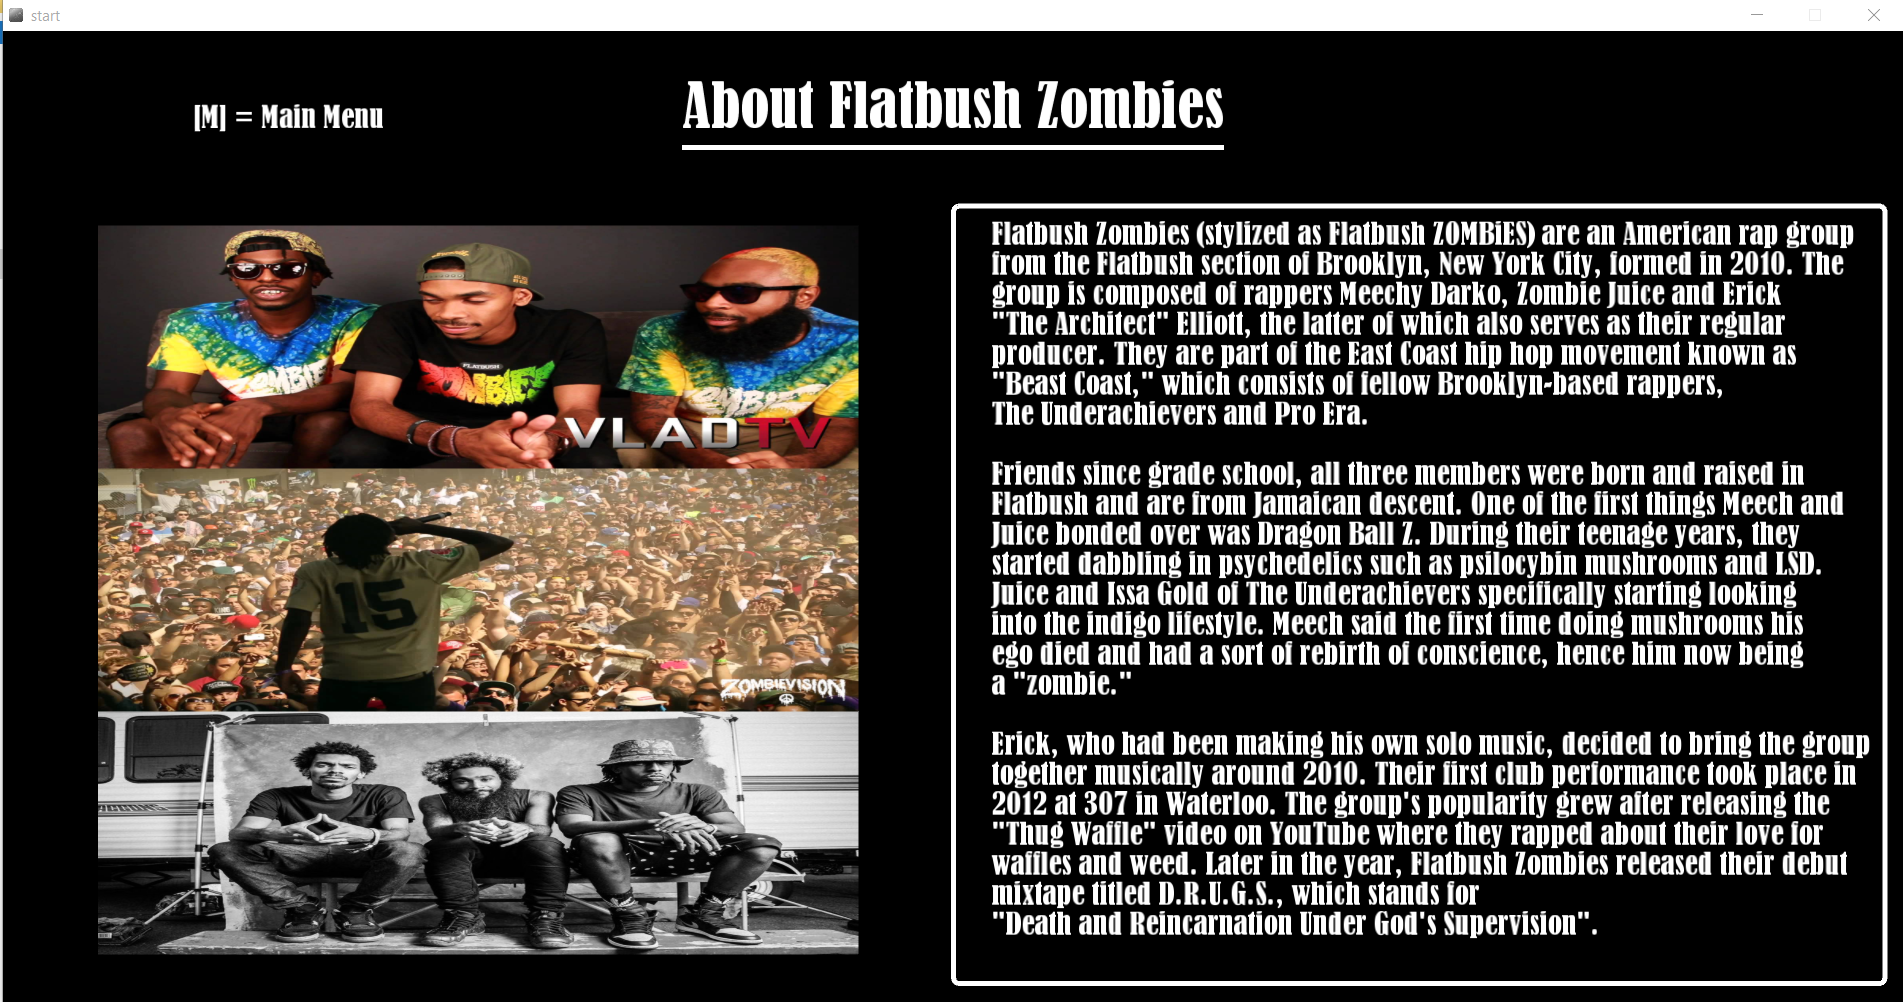 start
[M] = Main Menu
About Flatbush Zombies
FLATBUSH
ZOMBIES
VLADTV
15
ZOMBIEVISION
Flatbush Zombies (stylized as Flatbush ZOMBiES) are an American rap group
from the Flatbush section of Brooklyn, New York City, formed in 2010. The
group is composed of rappers Meechy Darko, Zombie Juice and Erick
"The Architect" Elliott, the latter of which also serves as their regular
producer. They are part of the East Coast hip hop movement known as
"Beast Coast," which consists of fellow Brooklyn-based rappers,
The Underachievers and Pro Era.
Friends since grade school, all three members were born and raised in
Flatbush and are from Jamaican descent. One of the first things Meech and
Juice bonded over was Dragon Ball Z. During their teenage years, they
started dabbling in psychedelics such as psilocybin mushrooms and LSD.
Juice and Issa Gold of The Underachievers specifically starting looking
into the indigo lifestyle. Meech said the first time doing mushrooms his
ego died and had a sort of rebirth of conscience, hence him now being
a "zombie."
Erick, who had been making his own solo music, decided to bring the group
together musically around 2010. Their first club performance took place in
2012 at 307 in Waterloo. The group's popularity grew after releasing the
"Thug Waffle" video on YouTube where they rapped about their love for
waffles and weed. Later in the year, Flatbush Zombies released their debut
mixtape titled D.R.U.G.S., which stands for
"Death and Reincarnation Under God's Supervision".